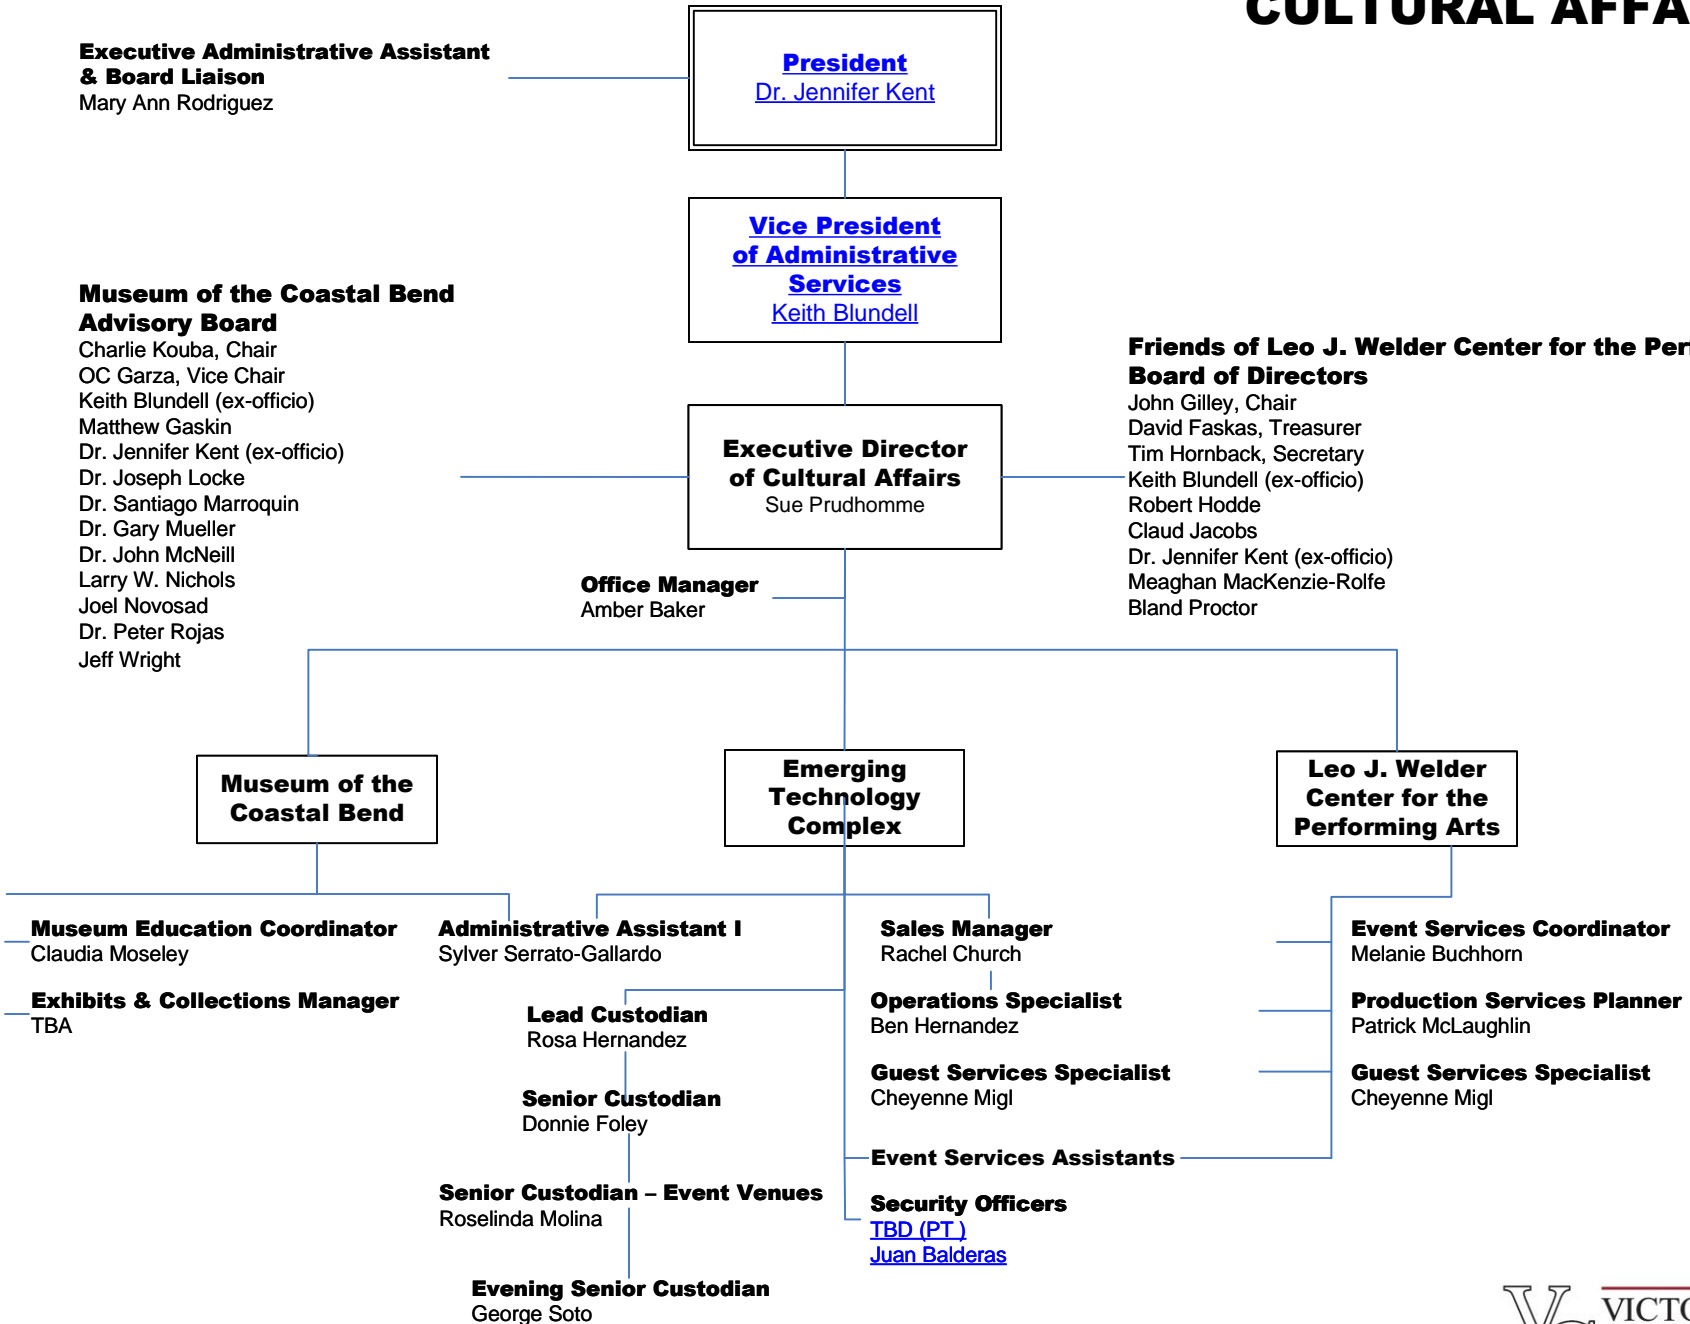 CULTURAL AFFA
Executive Administrative Assistant
& Board Liaison
Mary Ann Rodriguez
President
Dr. Jennifer Kent
Vice President
of Administrative
Services
Keith Blundell
Museum of the Coastal Bend
Advisory Board
Charlie Kouba, Chair
OC Garza, Vice Chair
Keith Blundell (ex-officio)
Matthew Gaskin
Dr. Jennifer Kent (ex-officio)
Dr. Joseph Locke
Dr. Santiago Marroquin
Dr. Gary Mueller
Dr. John McNeill
Larry W. Nichols
Joel Novosad
Dr. Peter Rojas
Jeff Wright
Executive Director
of Cultural Affairs
Sue Prudhomme
Friends of Leo J. Welder Center for the Per
Board of Directors
John Gilley, Chair
David Faskas, Treasurer
Tim Hornback, Secretary
Keith Blundell (ex-officio)
Robert Hodde
Claud Jacobs
Dr. Jennifer Kent (ex-officio)
Meaghan MacKenzie-Rolfe
Bland Proctor
Office Manager
Amber Baker
Museum of the
Coastal Bend
Emerging
Technology
Complex
Leo J. Welder
Center for the
Performing Arts
Museum Education Coordinator
Claudia Moseley
Exhibits & Collections Manager
TBA
Administrative Assistant I
Sylver Serrato-Gallardo
Lead Custodian
Rosa Hernandez
Senior Custodian
Donnie Foley
Senior Custodian – Event Venues
Roselinda Molina
Evening Senior Custodian
George Soto
Sales Manager
Rachel Church
Operations Specialist
Ben Hernandez
Guest Services Specialist
Cheyenne Migl
Event Services Assistants
Security Officers
TBD (PT )
Juan Balderas
Event Services Coordinator
Melanie Buchhorn
Production Services Planner
Patrick McLaughlin
Guest Services Specialist
Cheyenne Migl
VC VICTO